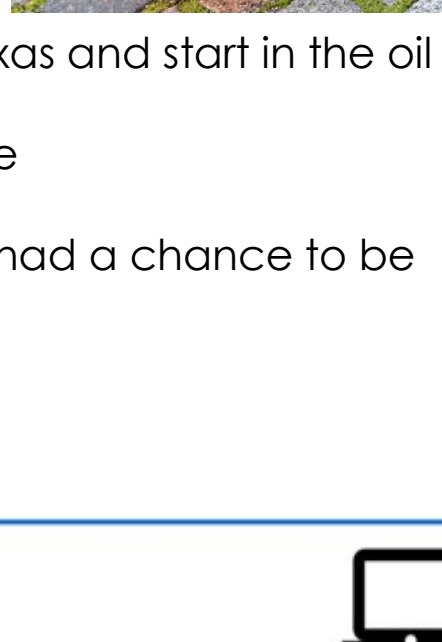 xas and start in the oil
e
had a chance to be